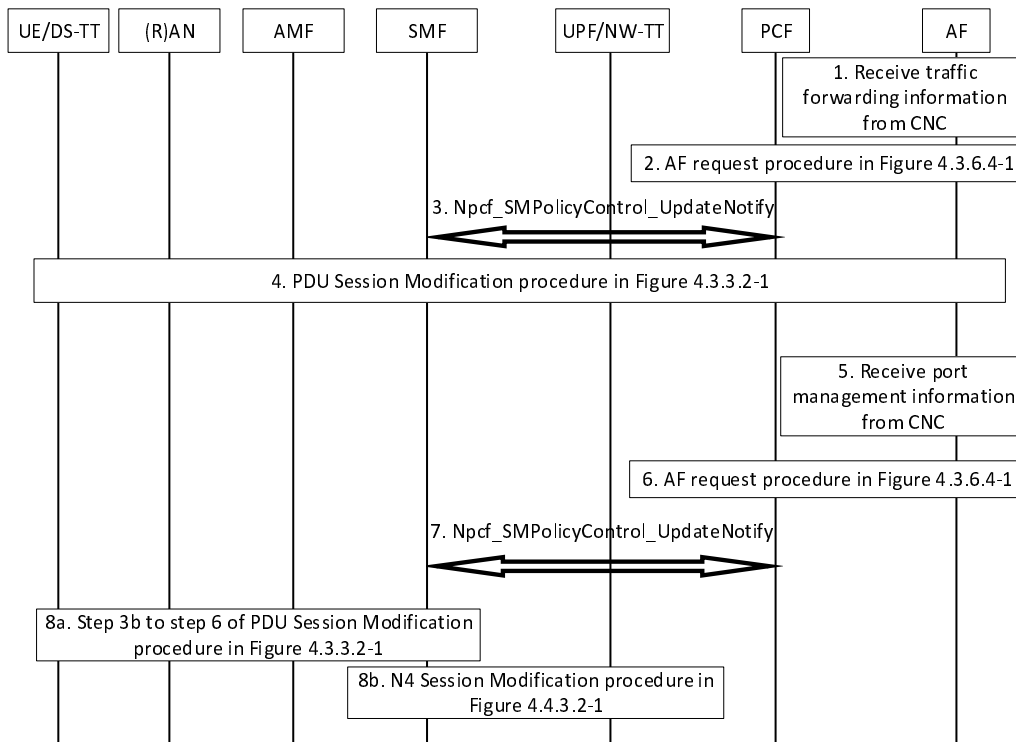 UE/DS-TT
(R)AN
AMF
SMF
UPF/NW-TT
PCF
AF
1. Receive traffic
forwarding information
from CNC
2. AF request procedure in Figure 4.3.6.4-1
3. Npcf_SMPolicyControl_UpdateNotify
4. PDU Session Modification procedure in Figure 4.3.3.2-1
5. Receive port
management information
from CNC
6. AF request procedure in Figure 4.3.6.4-1
7. Npcf_SMPolicyControl_UpdateNotify
8a. Step 3b to step 6 of PDU Session Modification
procedure in Figure 4.3.3.2-1
8b. N4 Session Modification procedure in
Figure 4.4.3.2-1